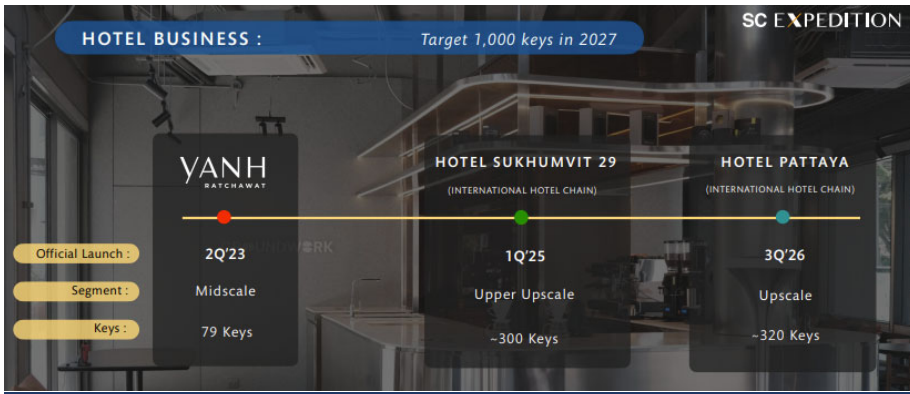 SC EXPEDITION
HOTEL BUSINESS : Target 1,000 keys in 2027
YANH
RATCHAWAT
HOTEL SUKHUMVIT 29
(INTERNATIONAL HOTEL CHAIN)
HOTEL PATTAYA
(INTERNATIONAL HOTEL CHAIN)
Official Launch : 2Q'23 1Q'25 3Q'26
Segment : Midscale Upper Upscale Upscale
Keys : 79 Keys ~300 Keys ~320 Keys